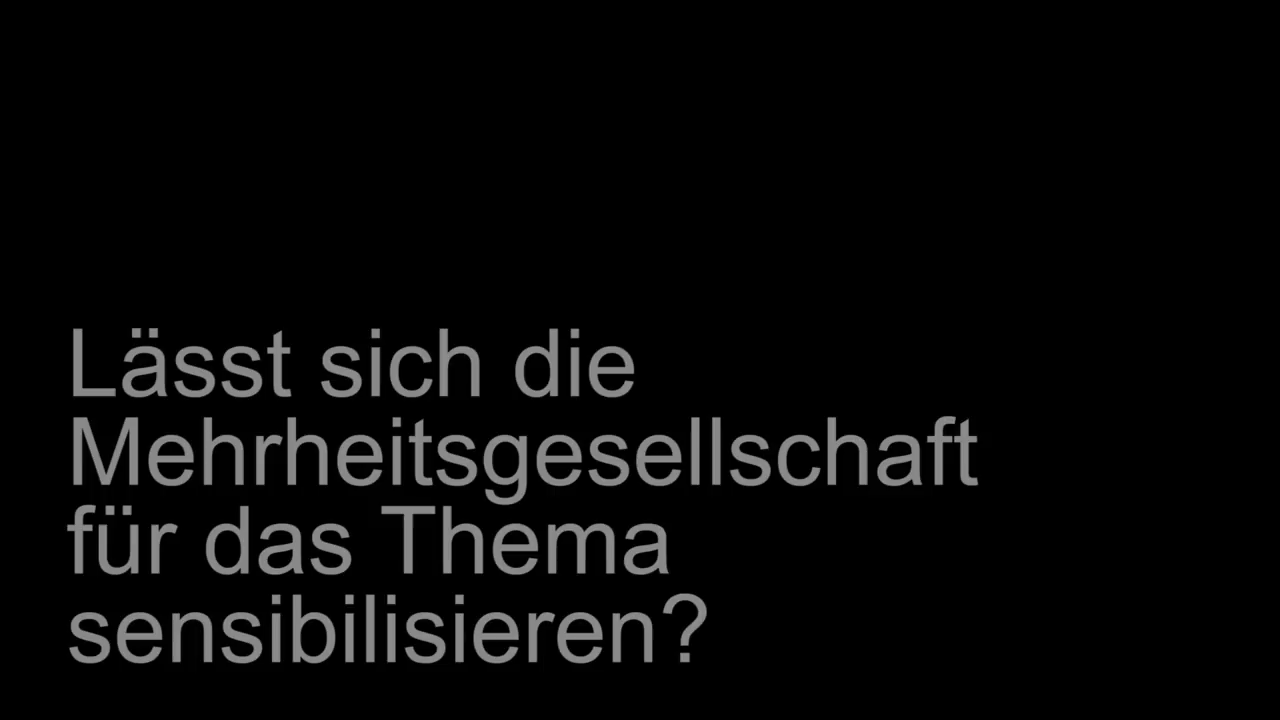 Lässt sich die
Mehrheitsgesellschaft
für das Thema
sensibilisieren?